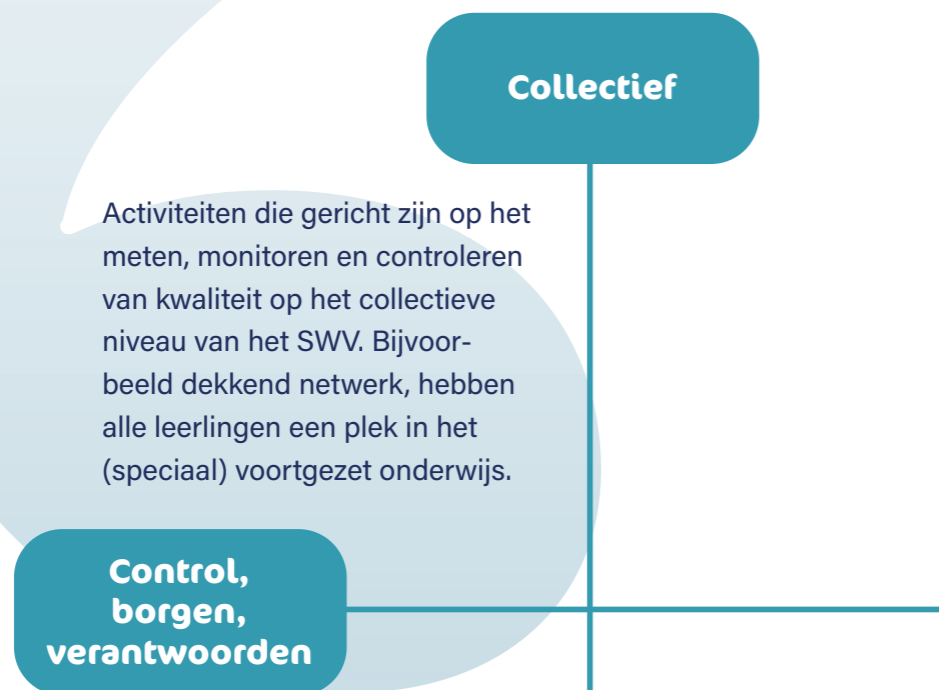 Collectief
Activiteiten die gericht zijn op het
meten, monitoren en controleren
van kwaliteit op het collectieve
niveau van het SWV. Bijvoor-
beeld dekkend netwerk, hebben
alle leerlingen een plek in het
(speciaal) voortgezet onderwijs.
Control,
borgen,
verantwoorden